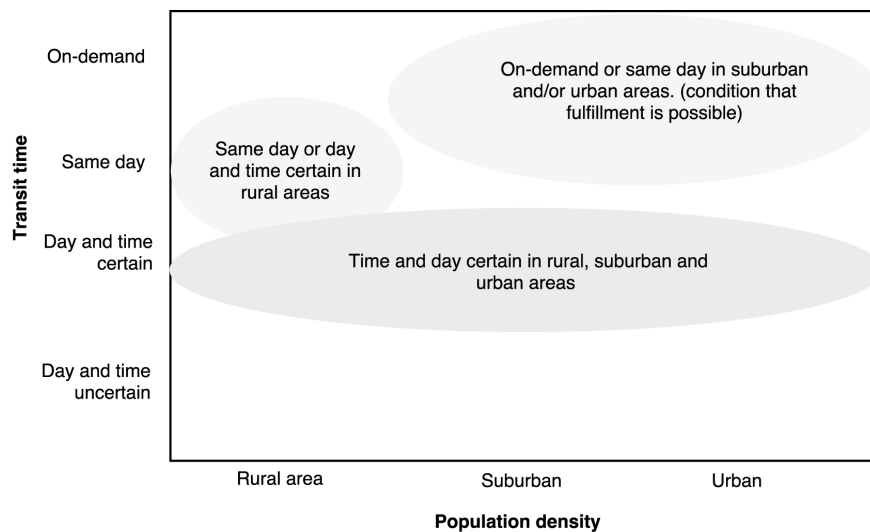 On-demand
On-demand or same day in suburban
and/or urban areas. (condition that
fulfillment is possible)
Same day
Same day or day
and time certain in
rural areas
Transit time
Day and time
certain
Time and day certain in rural, suburban and
urban areas
Day and time
uncertain
Rural area
Suburban
Urban
Population density